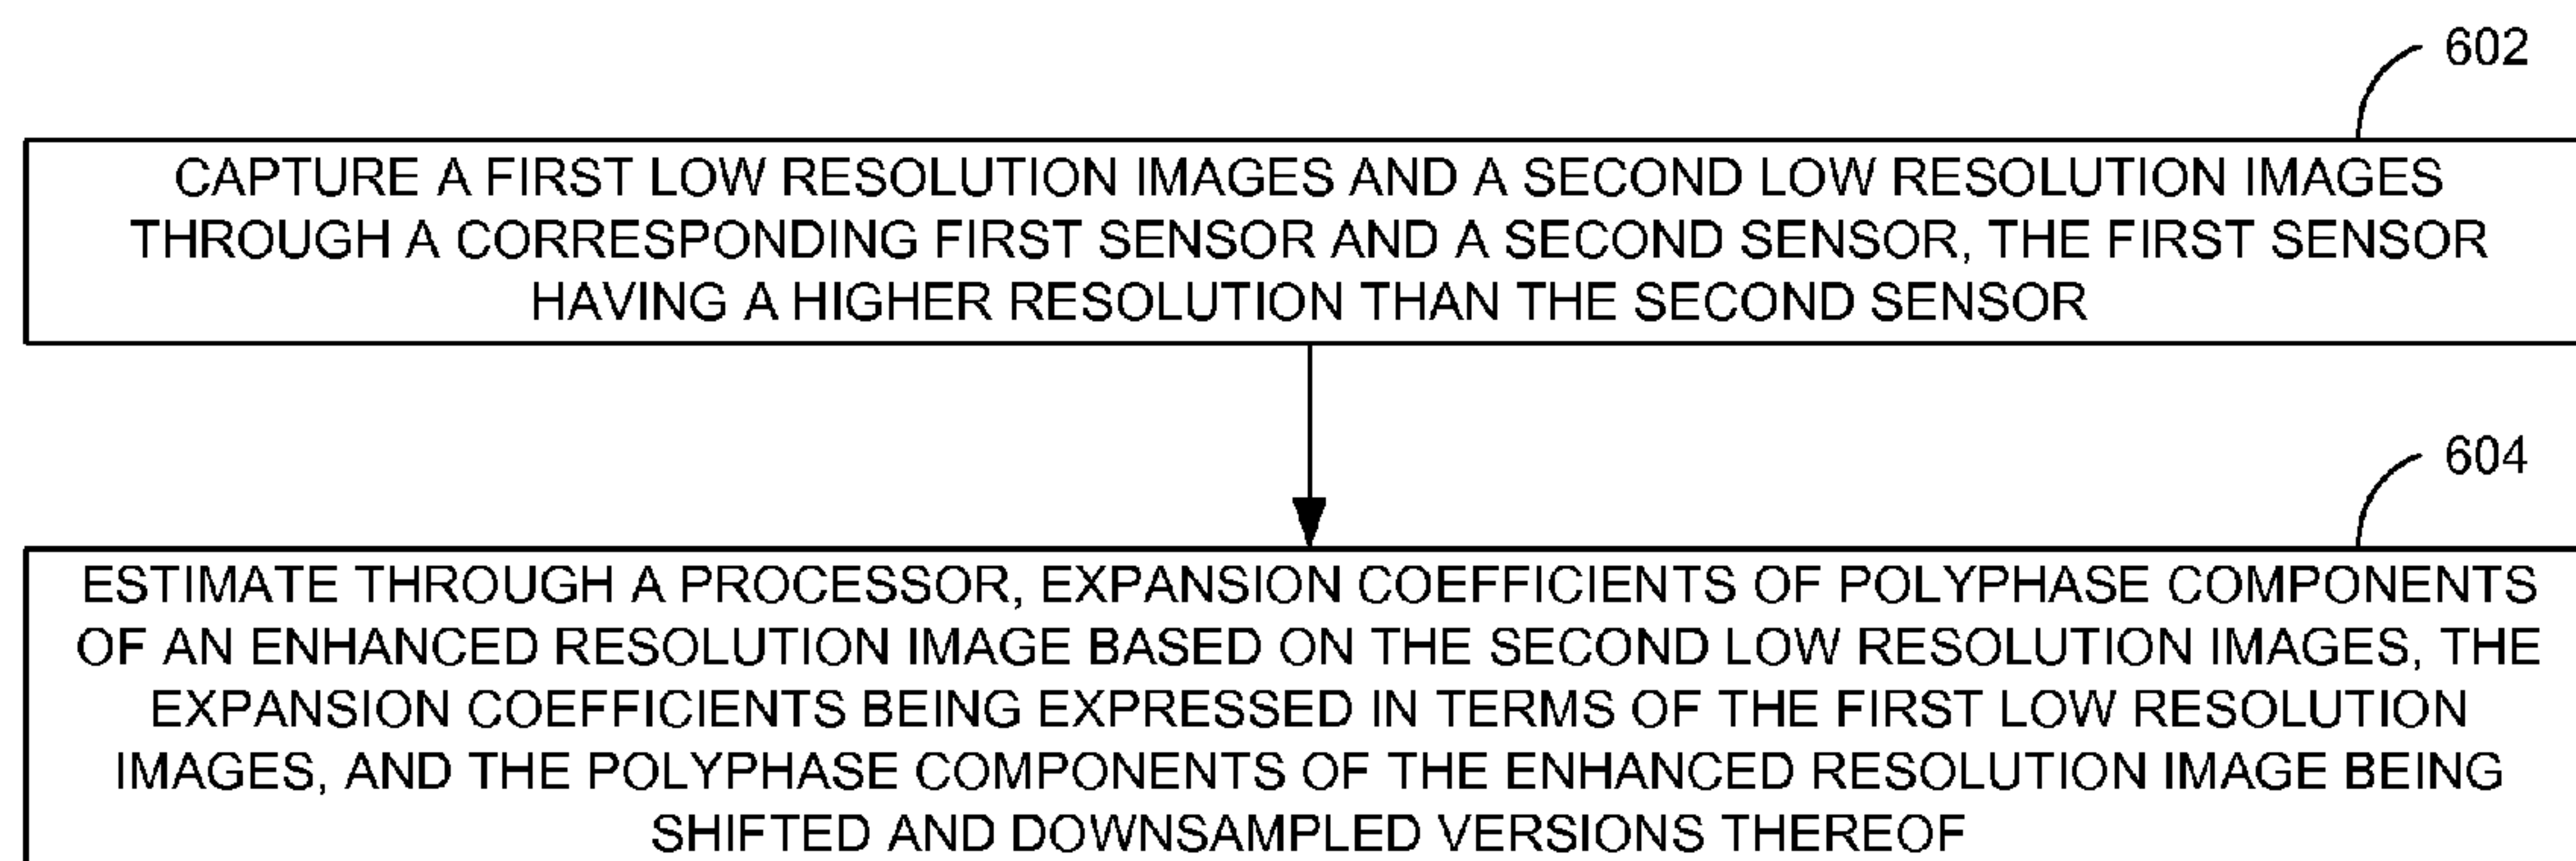 602
CAPTURE A FIRST LOW RESOLUTION IMAGES AND A SECOND LOW RESOLUTION IMAGES
THROUGH A CORRESPONDING FIRST SENSOR AND A SECOND SENSOR, THE FIRST SENSOR
HAVING A HIGHER RESOLUTION THAN THE SECOND SENSOR
604
ESTIMATE THROUGH A PROCESSOR, EXPANSION COEFFICIENTS OF POLYPHASE COMPONENTS
OF AN ENHANCED RESOLUTION IMAGE BASED ON THE SECOND LOW RESOLUTION IMAGES, THE
EXPANSION COEFFICIENTS BEING EXPRESSED IN TERMS OF THE FIRST LOW RESOLUTION
IMAGES, AND THE POLYPHASE COMPONENTS OF THE ENHANCED RESOLUTION IMAGE BEING
SHIFTED AND DOWNSAMPLED VERSIONS THEREOF